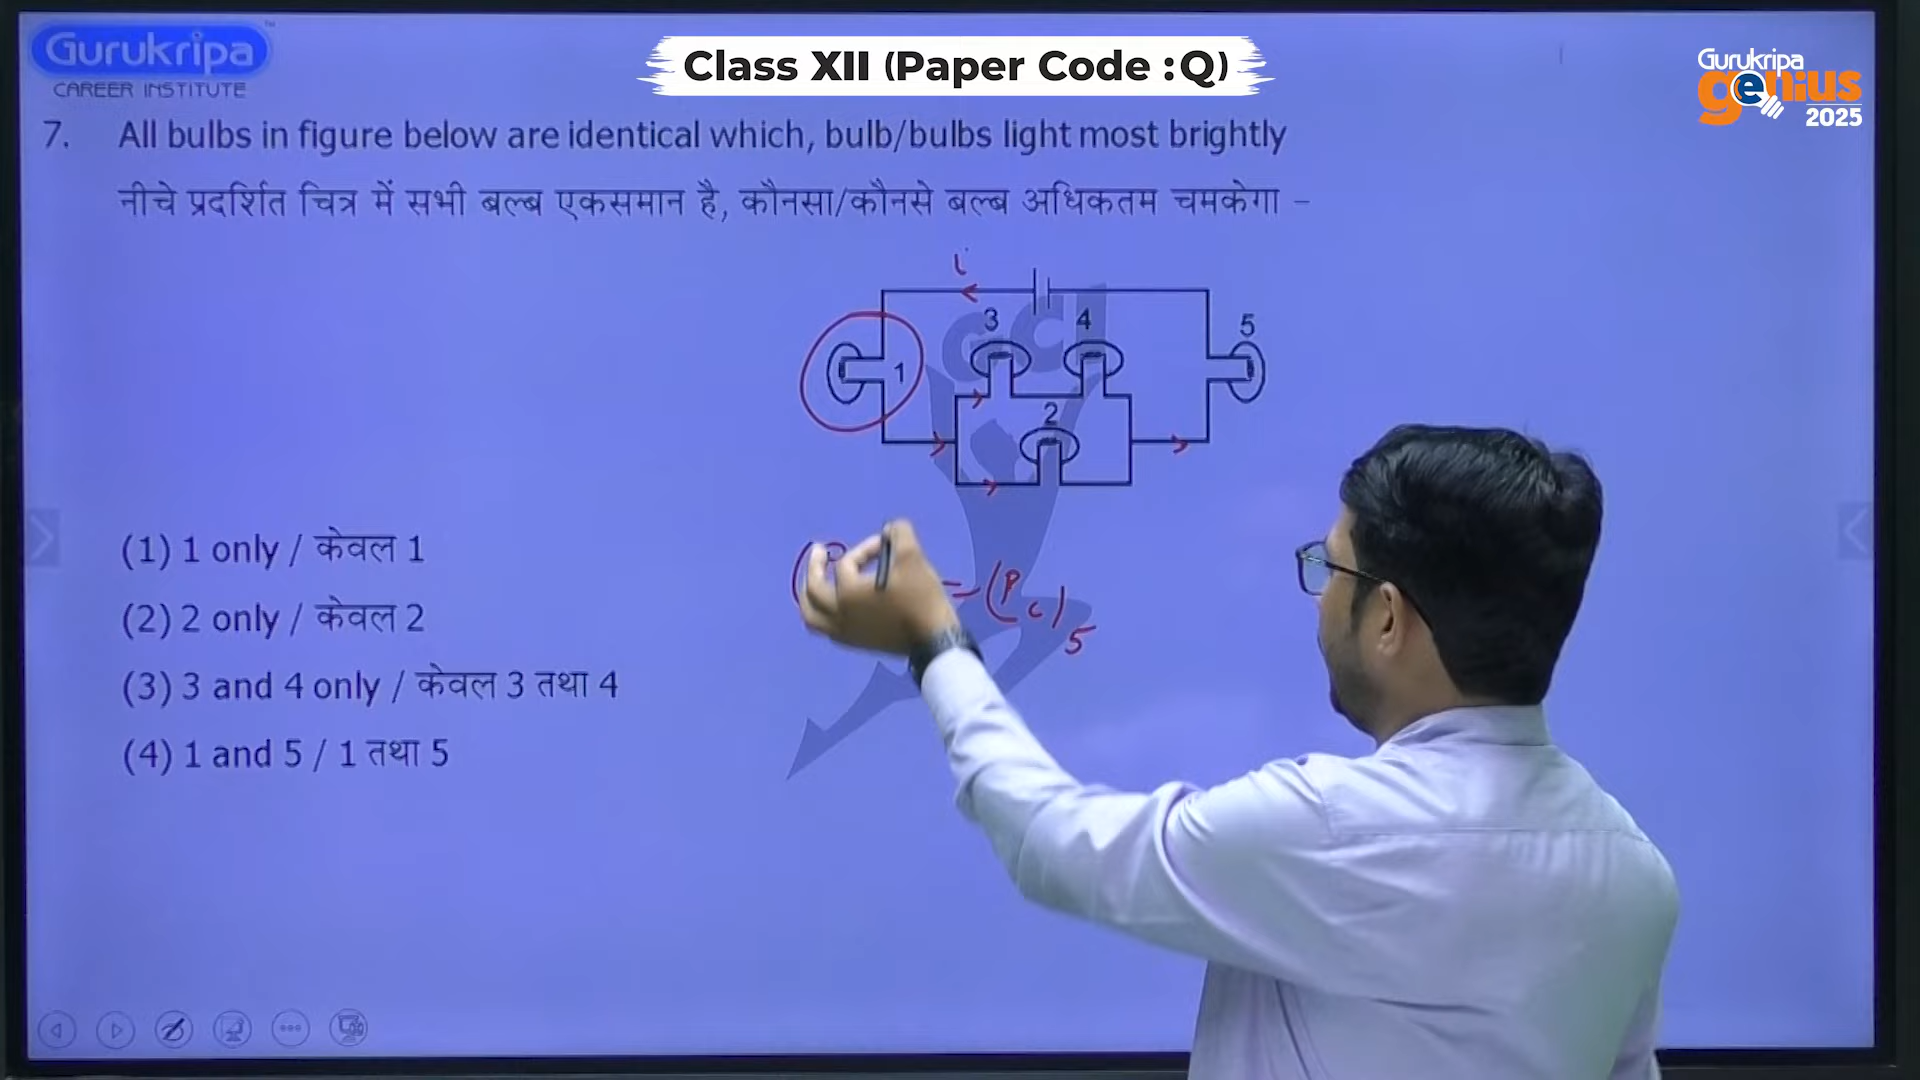 Gurukripa
CAREER INSTITUTE
Class XII (Paper Code :Q)
Gurukripa
genius
2025
7. All bulbs in figure below are identical which, bulb/bulbs light most brightly
नीचे प्रदर्शित चित्र में सभी बल्ब एकसमान है, कौनसा/कौनसे बल्ब अधिकतम चमकेगा –
i
3 4 5
1
2
GCI
(1) 1 only / केवल 1
(2) 2 only / केवल 2
(3) 3 and 4 only / केवल 3 तथा 4
(4) 1 and 5 / 1 तथा 5